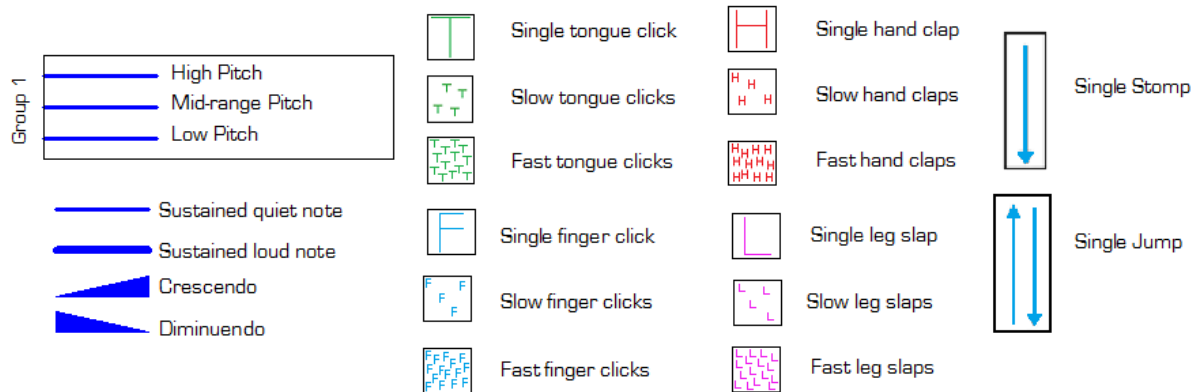 Group 1
High Pitch
Mid-range Pitch
Low Pitch
Sustained quiet note
Sustained loud note
Crescendo
Diminuendo
T
Single tongue click
T T T T
Slow tongue clicks
Fast tongue clicks
F
Single finger click
F F F F
Slow finger clicks
Fast finger clicks
H
Single hand clap
H H H H
Slow hand claps
Fast hand claps
L
Single leg slap
L L L L
Slow leg slaps
Fast leg slaps
Single Stomp
Single Jump